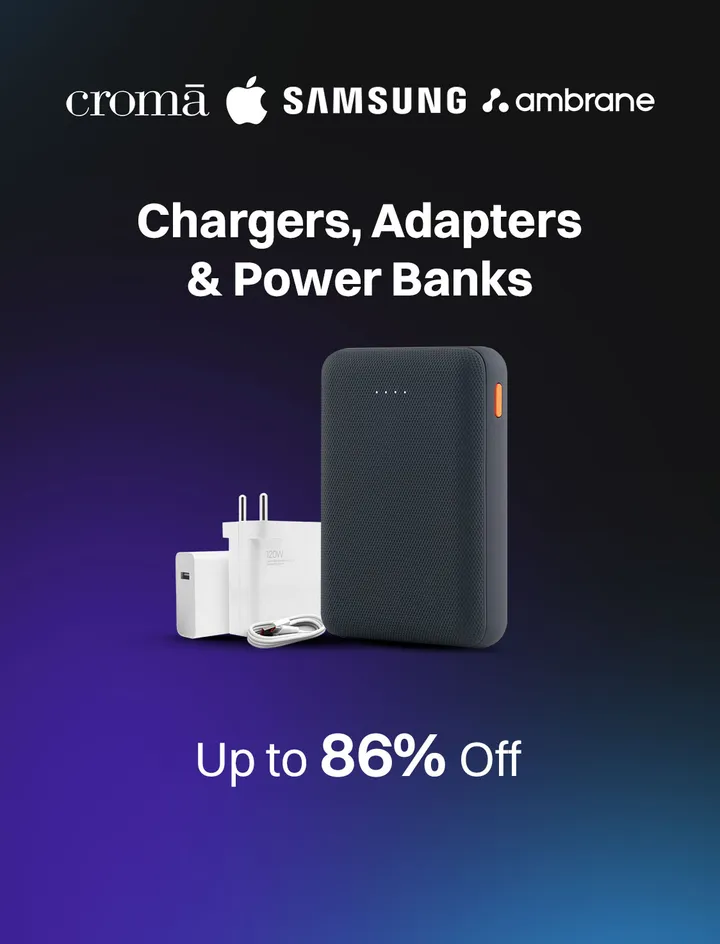 cromā SAMSUNG ambrane
Chargers, Adapters
& Power Banks
120W
Up to 86% Off